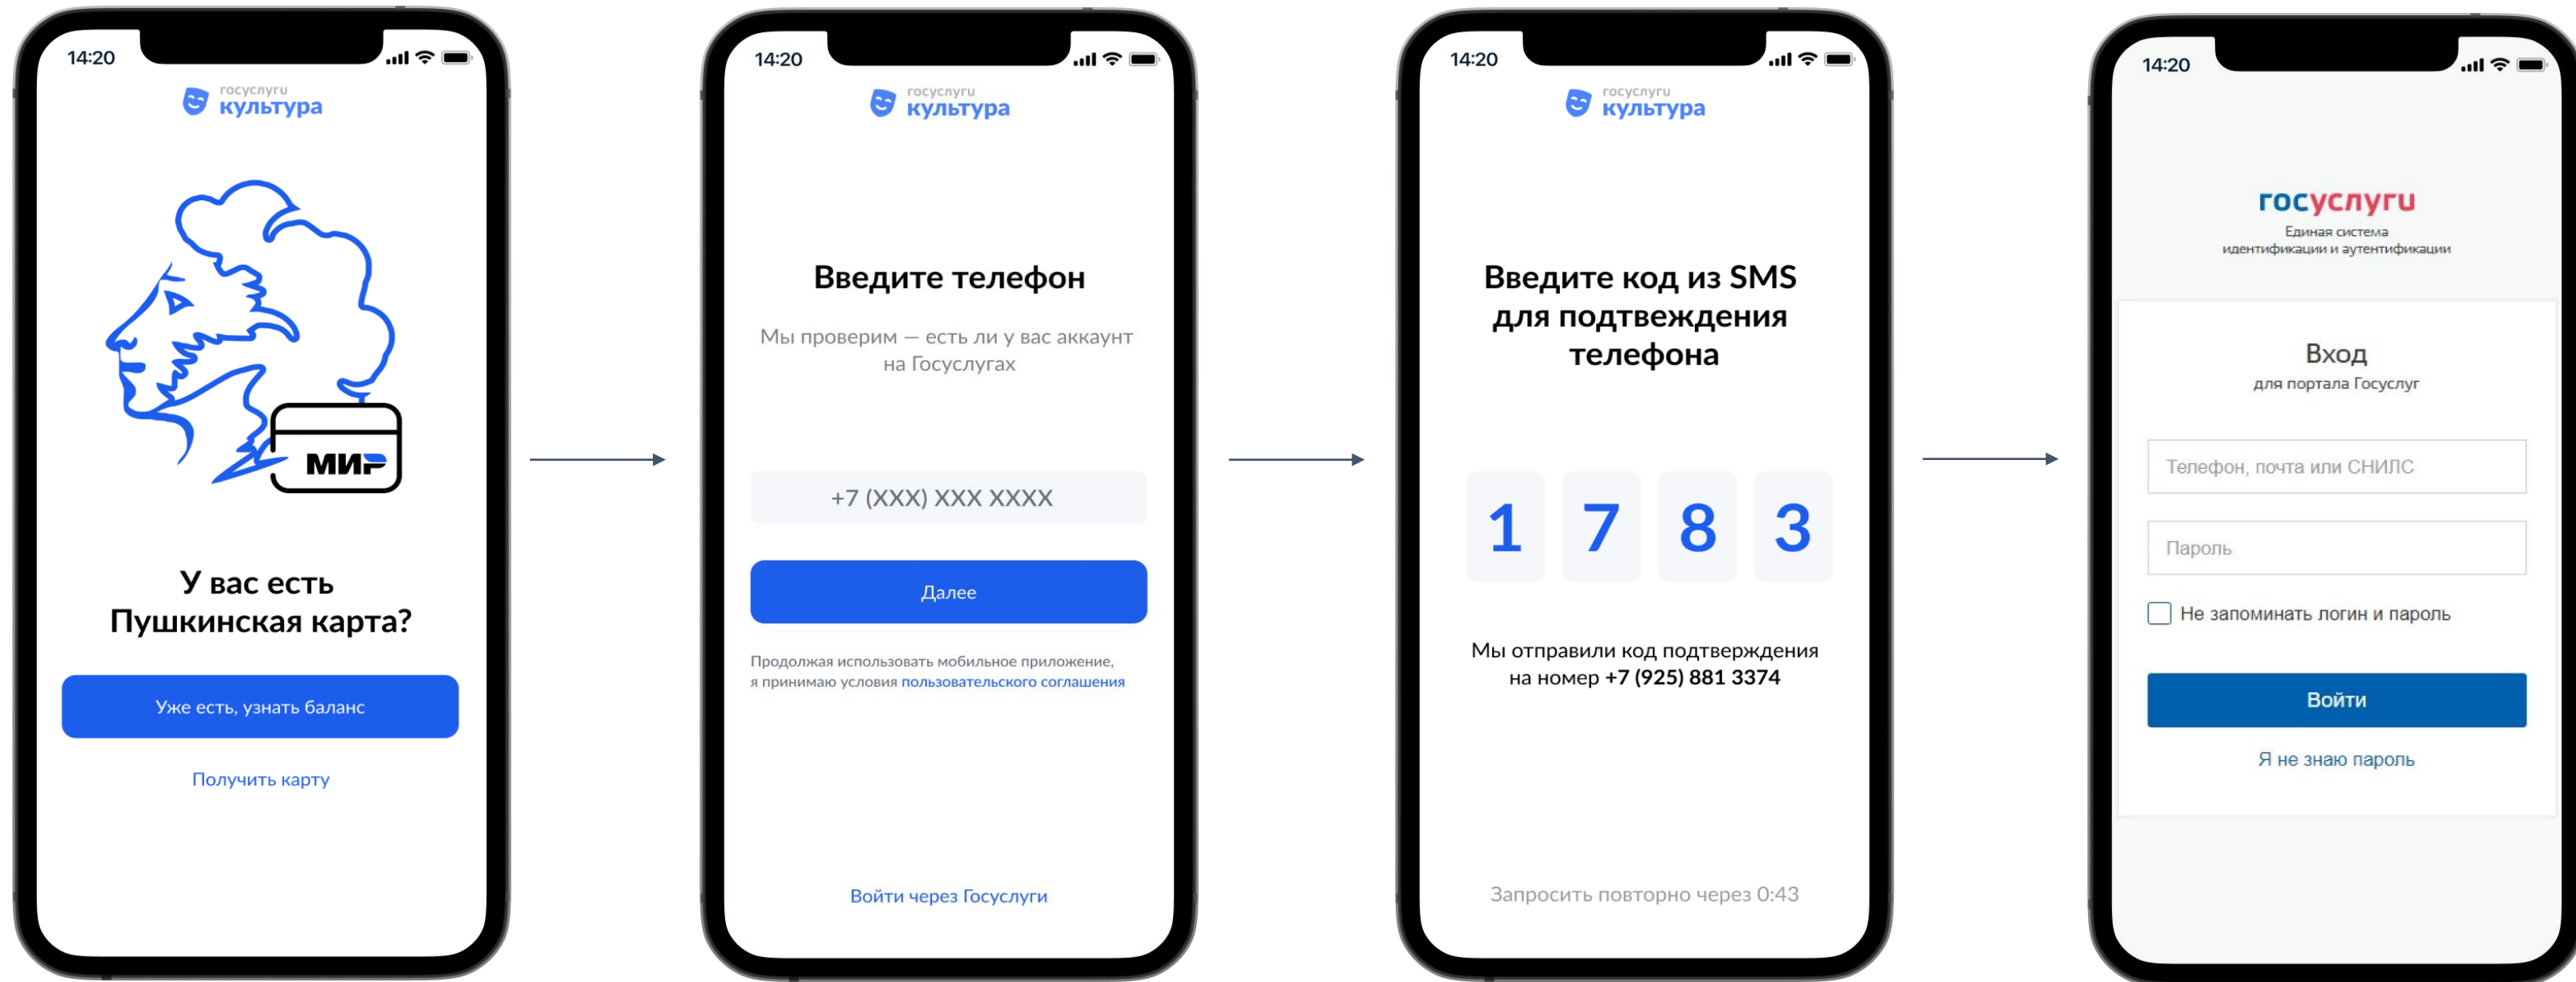 14:20
госуслуги
культура
МИР
У вас есть
Пушкинская карта?
Уже есть, узнать баланс
Получить карту
14:20
госуслуги
культура
Введите телефон
Мы проверим — есть ли у вас аккаунт
на Госуслугах
+7 (XXX) XXX XXXX
Далее
Продолжая использовать мобильное приложение,
я принимаю условия пользовательского соглашения
Войти через Госуслуги
14:20
госуслуги
культура
Введите код из SMS
для подтвеждения
телефона
1 7 8 3
Мы отправили код подтверждения
на номер +7 (925) 881 3374
Запросить повторно через 0:43
14:20
госуслуги
Единая система
идентификации и аутентификации
Вход
для портала Госуслуг
Телефон, почта или СНИЛС
Пароль
Не запоминать логин и пароль
Войти
Я не знаю пароль